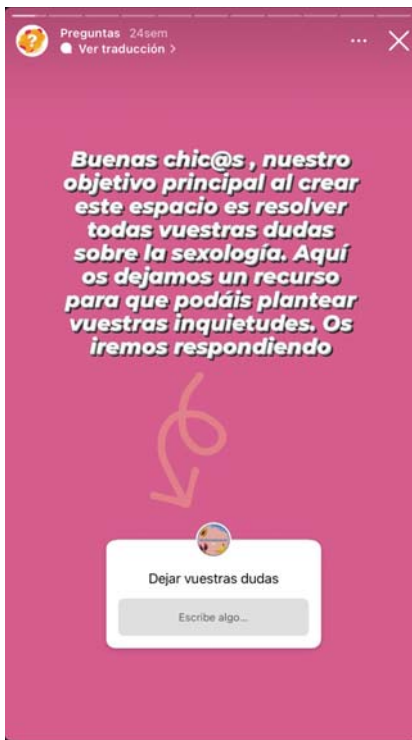 Preguntas 24sem
Ver traducción >
Buenas chic@s , nuestro
objetivo principal al crear
este espacio es resolver
todas vuestras dudas
sobre la sexología. Aquí
os dejamos un recurso
para que podáis plantear
vuestras inquietudes. Os
iremos respondiendo
Dejar vuestras dudas
Escribe algo...